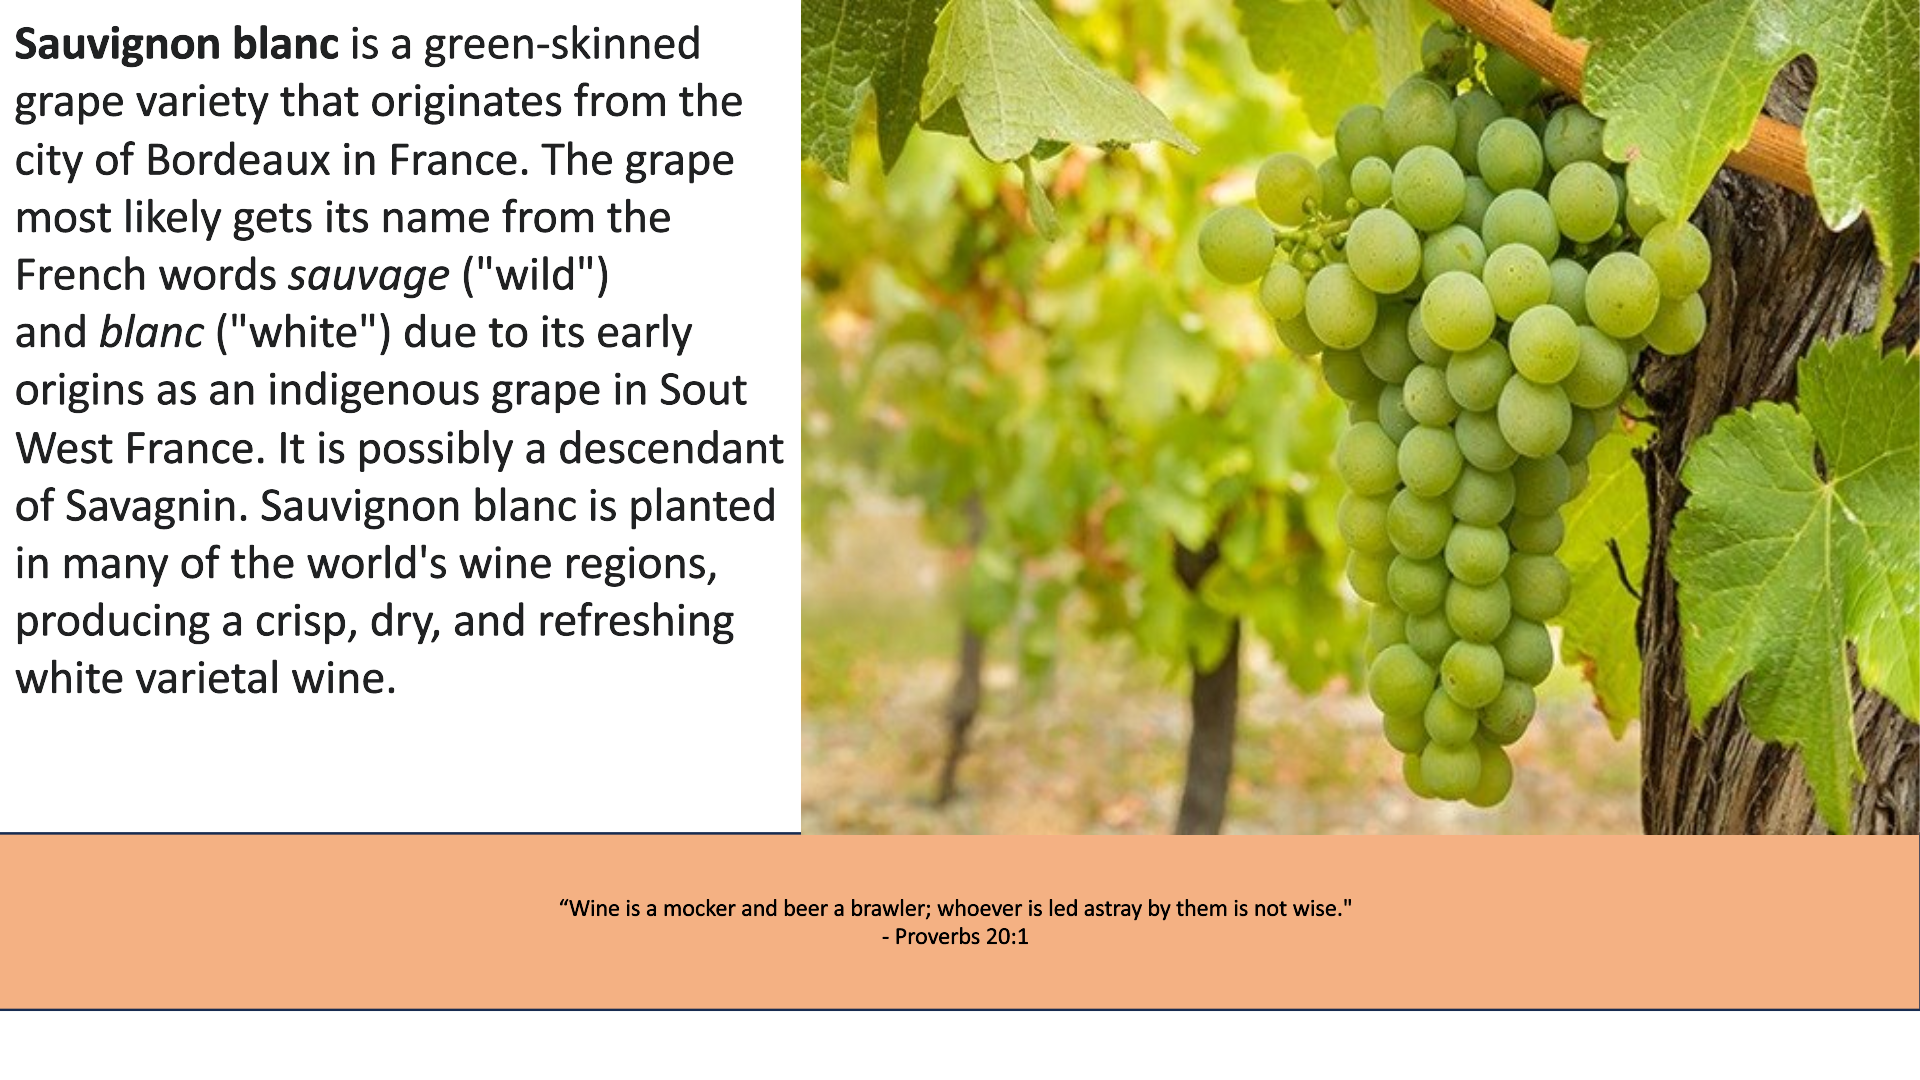 Sauvignon blanc is a green-skinned
grape variety that originates from the
city of Bordeaux in France. The grape
most likely gets its name from the
French words sauvage ("wild")
and blanc ("white") due to its early
origins as an indigenous grape in Sout
West France. It is possibly a descendant
of Savagnin. Sauvignon blanc is planted
in many of the world's wine regions,
producing a crisp, dry, and refreshing
white varietal wine.
“Wine is a mocker and beer a brawler; whoever is led astray by them is not wise."
- Proverbs 20:1